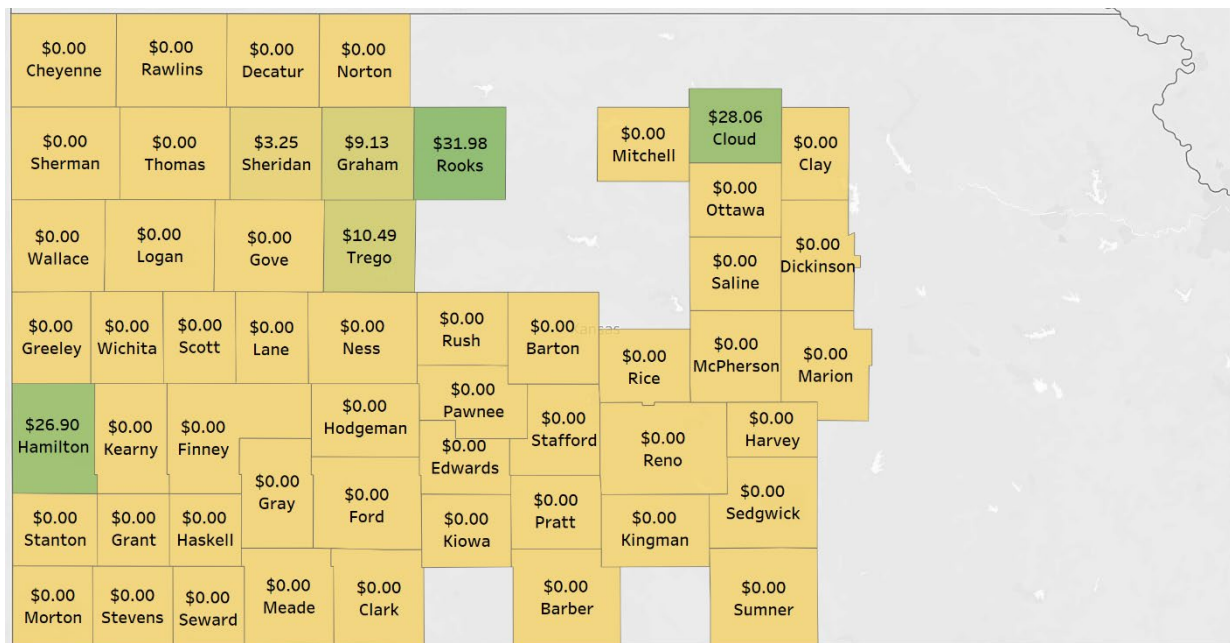 $0.00
Cheyenne
$0.00
Rawlins
$0.00
Decatur
$0.00
Norton
$0.00
Sherman
$0.00
Thomas
$3.25
Sheridan
$9.13
Graham
$31.98
Rooks
$0.00
Mitchell
$28.06
Cloud
$0.00
Clay
$0.00
Ottawa
$0.00
Wallace
$0.00
Logan
$0.00
Gove
$10.49
Trego
$0.00
Saline
$0.00
Dickinson
$0.00
Greeley
$0.00
Wichita
$0.00
Scott
$0.00
Lane
$0.00
Ness
$0.00
Rush
$0.00
Barton
Kansas
$0.00
Rice
$0.00
McPherson
$0.00
Marion
$26.90
Hamilton
$0.00
Kearny
$0.00
Finney
$0.00
Hodgeman
$0.00
Pawnee
$0.00
Edwards
$0.00
Stafford
$0.00
Reno
$0.00
Harvey
$0.00
Gray
$0.00
Ford
$0.00
Kiowa
$0.00
Pratt
$0.00
Kingman
$0.00
Sedgwick
$0.00
Stanton
$0.00
Grant
$0.00
Haskell
$0.00
Morton
$0.00
Stevens
$0.00
Seward
$0.00
Meade
$0.00
Clark
$0.00
Barber
$0.00
Sumner